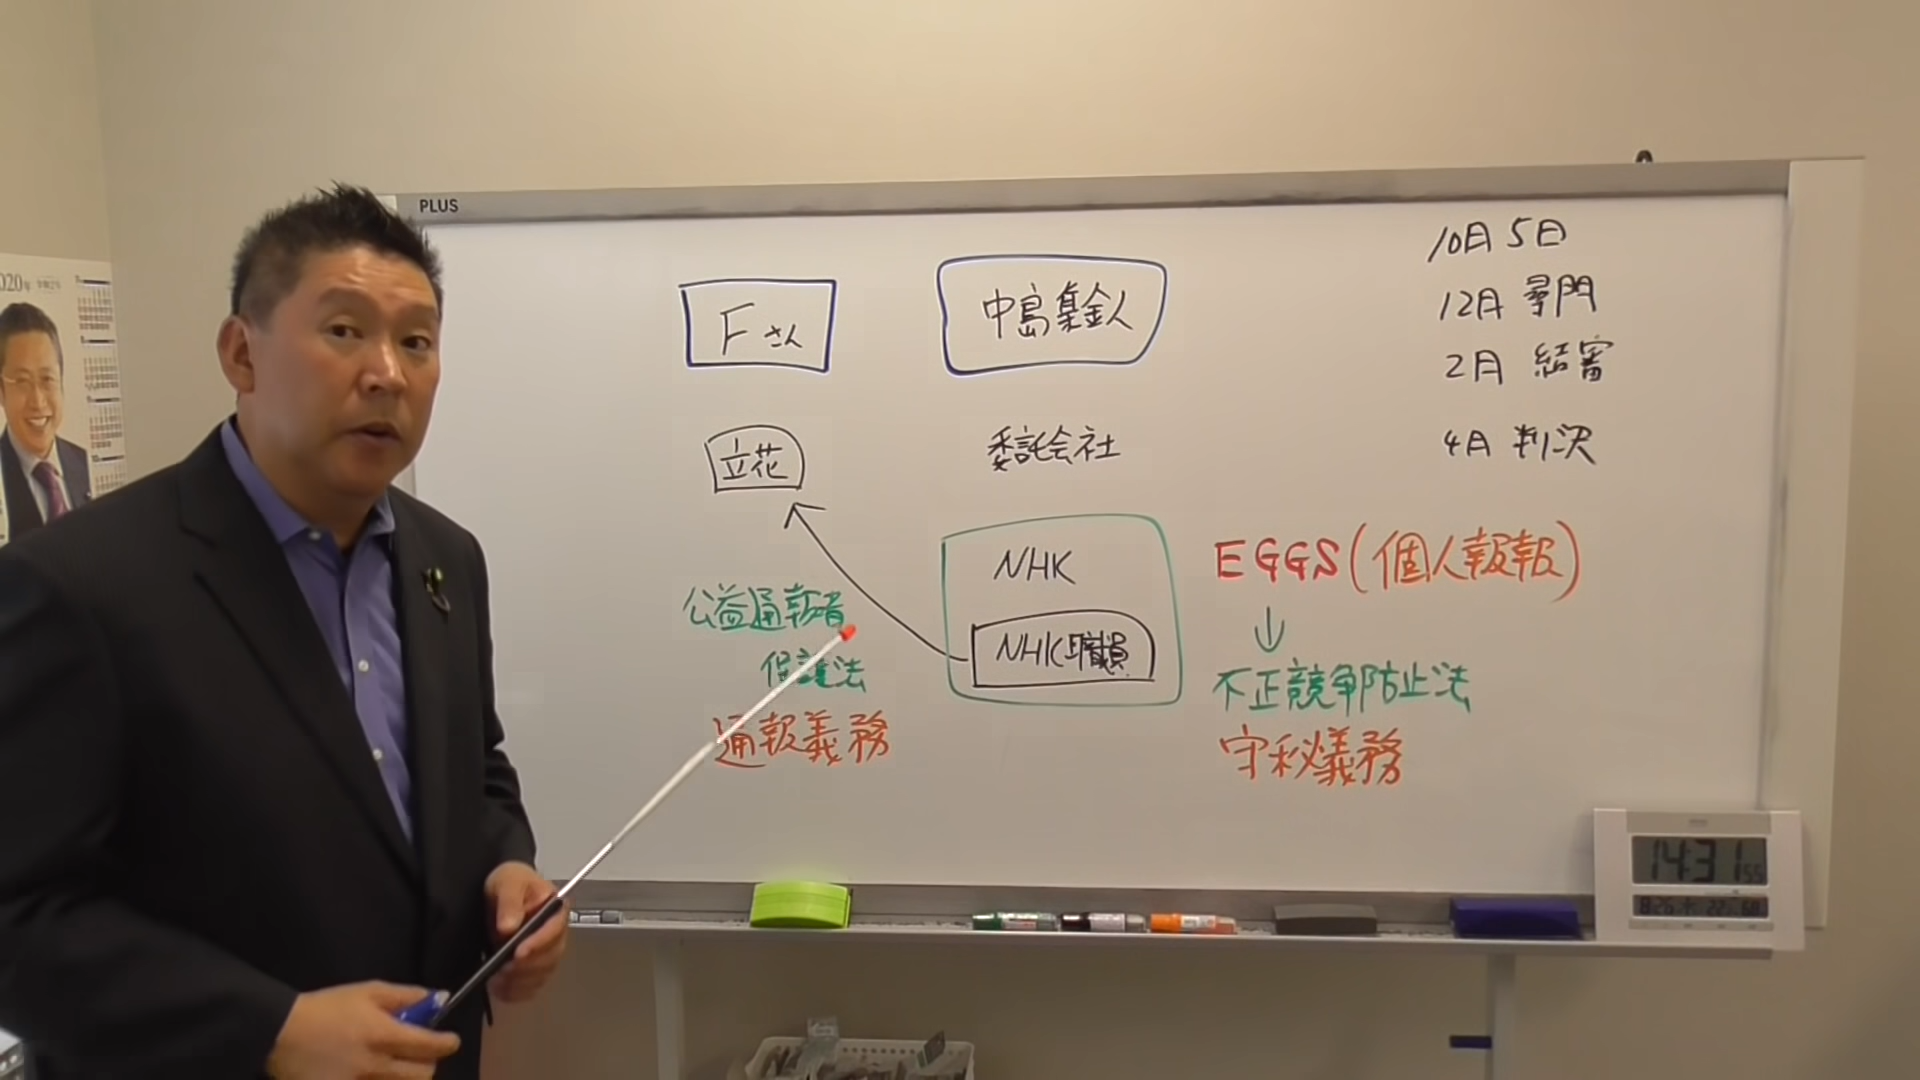 PLUS
Fさん
中島集金人
立花
委託会社
公益通報者
保護法
通報義務
NHK
NHK職員
10月5日
12月 尋問
2月 結審
4月 判決
EGGS(個人報報)
↓
不正競争防止法
守秘義務
14:31 55